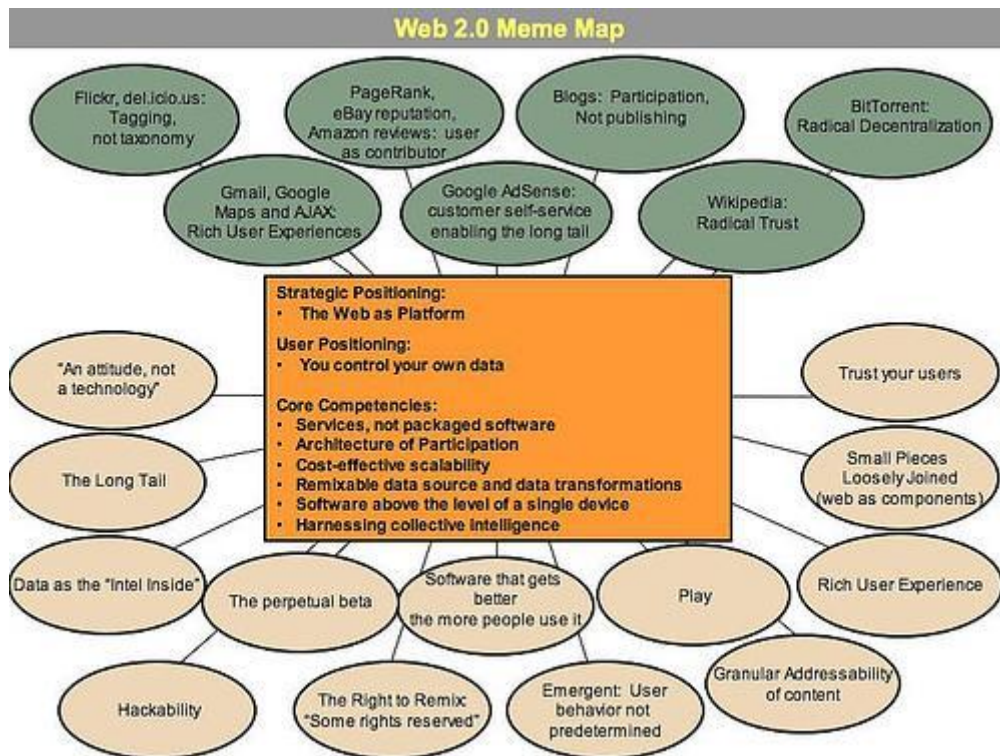 Web 2.0 Meme Map
Flickr, del.icio.us:
Tagging,
not taxonomy
PageRank,
eBay reputation,
Amazon reviews: user
as contributor
Blogs: Participation,
Not publishing
BitTorrent:
Radical Decentralization
Gmail, Google
Maps and AJAX:
Rich User Experiences
Google AdSense:
customer self-service
enabling the long tail
Wikipedia:
Radical Trust
Strategic Positioning:
• The Web as Platform
User Positioning:
• You control your own data
Core Competencies:
• Services, not packaged software
• Architecture of Participation
• Cost-effective scalability
• Remixable data source and data transformations
• Software above the level of a single device
• Harnessing collective intelligence
"An attitude, not
a technology"
Trust your users
The Long Tail
Small Pieces
Loosely Joined
(web as components)
Data as the "Intel Inside"
The perpetual beta
Software that gets
better
the more people use it
Play
Rich User Experience
Hackability
The Right to Remix:
"Some rights reserved"
Emergent: User
behavior not
predetermined
Granular Addressability
of content